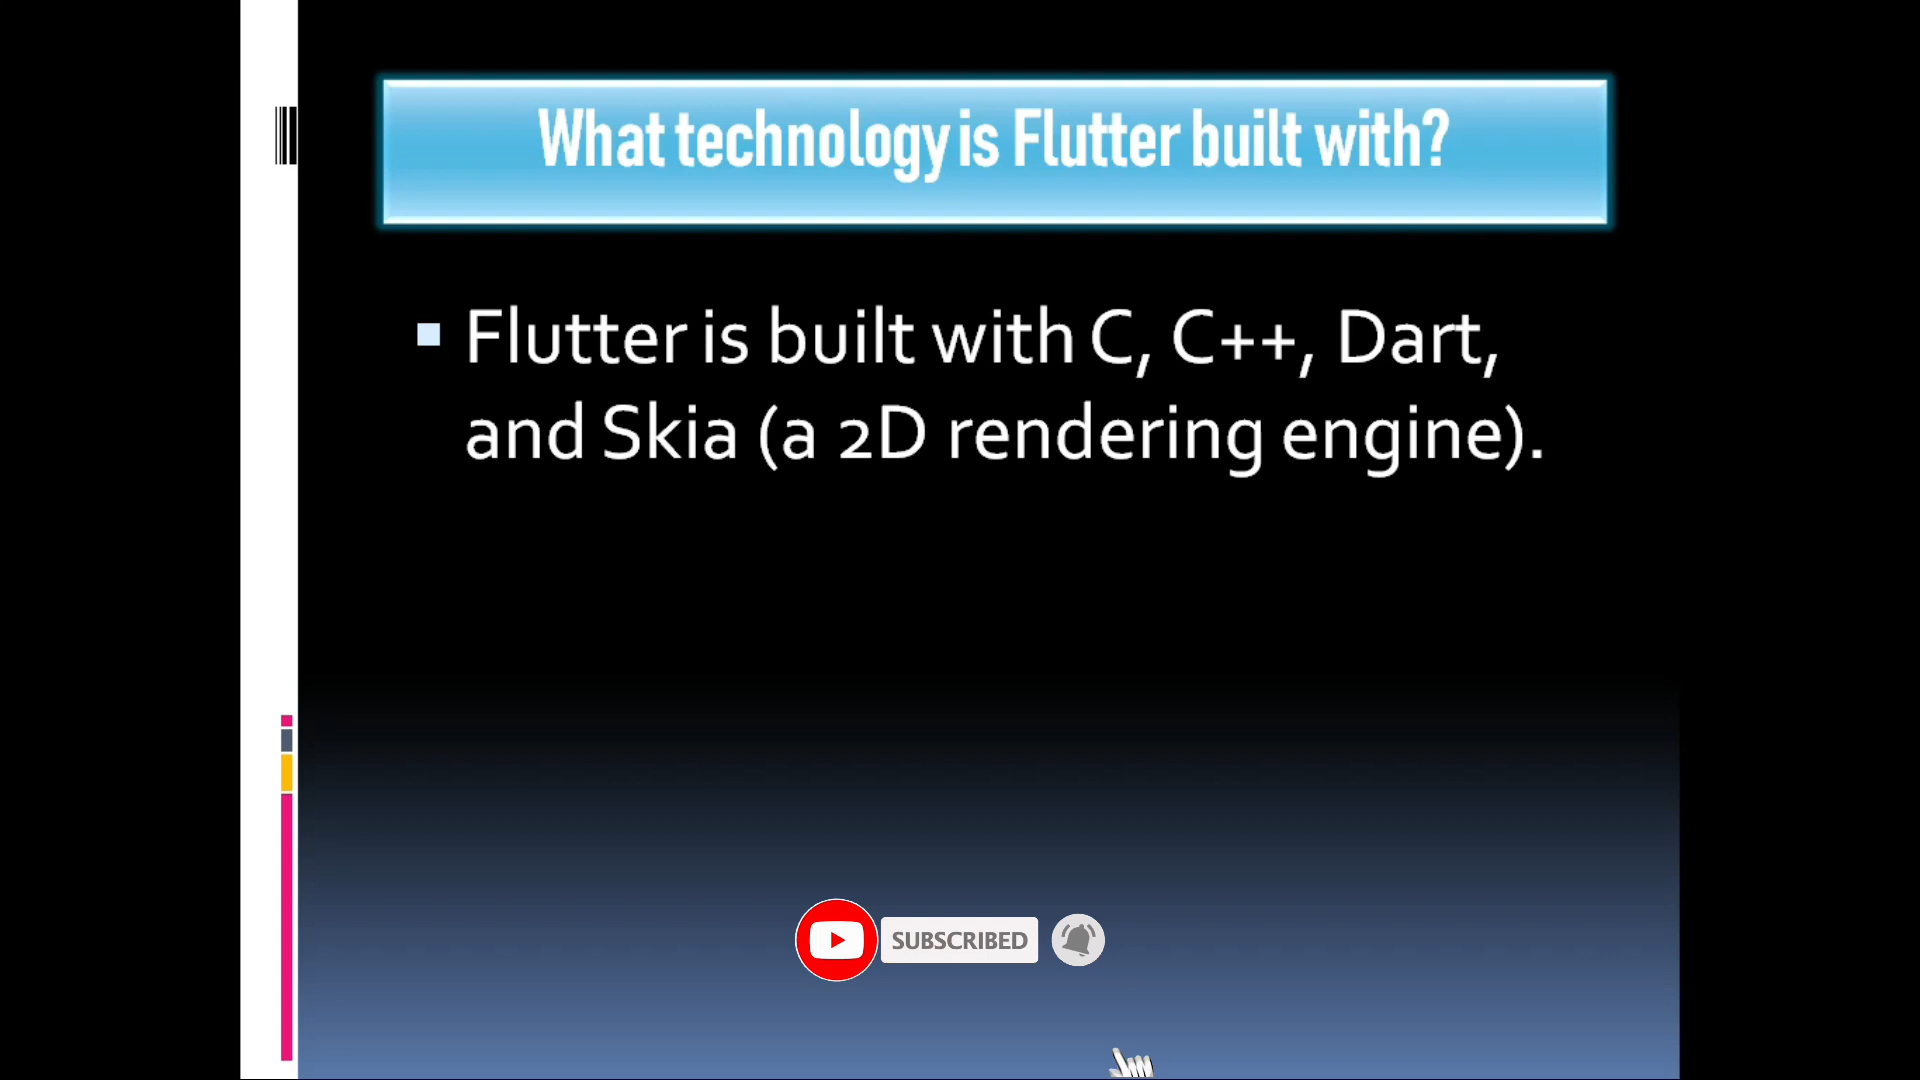 What technology is Flutter built with?
Flutter is built with C, C++, Dart,
and Skia (a 2D rendering engine).
SUBSCRIBED